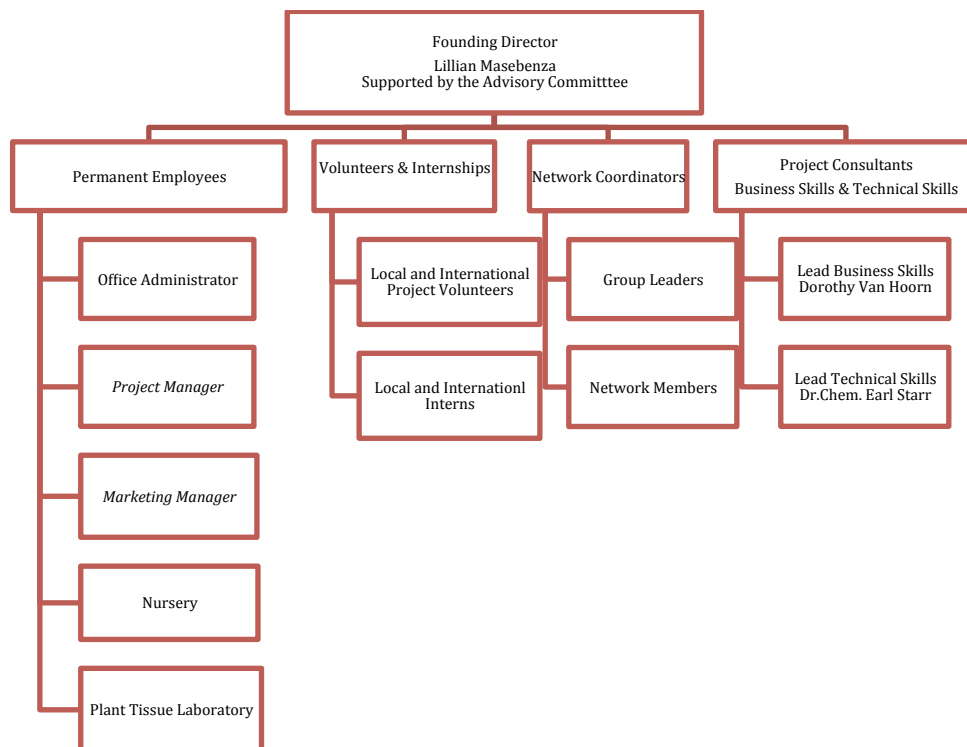 Founding Director
Lillian Masebenza
Supported by the Advisory Committtee
Permanent Employees
Volunteers & Internships
Network Coordinators
Project Consultants
Business Skills & Technical Skills
Office Administrator
Project Manager
Marketing Manager
Nursery
Plant Tissue Laboratory
Local and International
Project Volunteers
Local and Internationl
Interns
Group Leaders
Network Members
Lead Business Skills
Dorothy Van Hoorn
Lead Technical Skills
Dr.Chem. Earl Starr